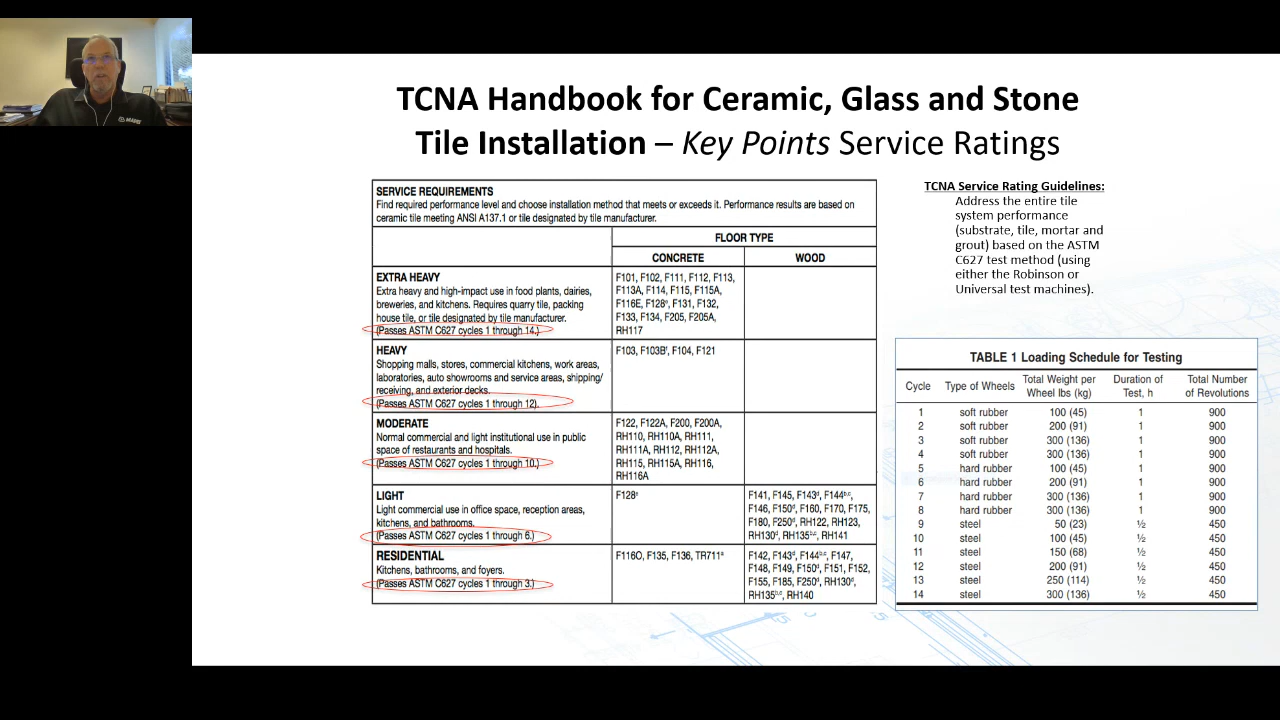 TCNA Handbook for Ceramic, Glass and Stone
Tile Installation – Key Points Service Ratings
SERVICE REQUIREMENTS
Find required performance level and choose installation method that meets or exceeds it. Performance results are based on
ceramic tile meeting ANSI A137.1 or tile designated by tile manufacturer.
FLOOR TYPE
CONCRETE WOOD
EXTRA HEAVY
Extra heavy and high-impact use in food plants, dairies,
breweries, and kitchens. Requires quarry tile, packing
house tile, or tile designated by tile manufacturer.
(Passes ASTM C627 cycles 1 through 14.)
F101, F102, F111, F112, F113,
F113A, F114, F115, F115A,
F116E, F128ᵉ, F131, F132,
F133, F134, F205, F205A,
RH117
HEAVY
Shopping malls, stores, commercial kitchens, work areas,
laboratories, auto showrooms and service areas, shipping/
receiving, and exterior decks.
(Passes ASTM C627 cycles 1 through 12).
F103, F103Bᶠ, F104, F121
MODERATE
Normal commercial and light institutional use in public
space of restaurants and hospitals.
(Passes ASTM C627 cycles 1 through 10.)
F122, F122A, F200, F200A,
RH110, RH110A, RH111,
RH111A, RH112, RH112A,
RH115, RH115A, RH116,
RH116A
LIGHT
Light commercial use in office space, reception areas,
kitchens, and bathrooms.
(Passes ASTM C627 cycles 1 through 6.)
F128ᵉ
F141, F145, F143ᵈ, F144ᵇ·ᶜ,
F146, F150ᵈ, F160, F170, F175,
F180, F250ᵈ, RH122, RH123,
RH130ᵈ, RH135ᵇ·ᶜ, RH141
RESIDENTIAL
Kitchens, bathrooms, and foyers.
(Passes ASTM C627 cycles 1 through 3.)
F116O, F135, F136, TR711ᵃ
F142, F143ᵈ, F144ᵇ·ᶜ, F147,
F148, F149, F150ᵈ, F151, F152,
F155, F185, F250ᵈ, RH130ᵈ,
RH135ᵇ·ᶜ, RH140
TCNA Service Rating Guidelines:
Address the entire tile
system performance
(substrate, tile, mortar and
grout) based on the ASTM
C627 test method (using
either the Robinson or
Universal test machines).
TABLE 1 Loading Schedule for Testing
Cycle Type of Wheels Total Weight per Wheel lbs (kg) Duration of Test, h Total Number of Revolutions
1 soft rubber 100 (45) 1 900
2 soft rubber 200 (91) 1 900
3 soft rubber 300 (136) 1 900
4 soft rubber 300 (136) 1 900
5 hard rubber 100 (45) 1 900
6 hard rubber 200 (91) 1 900
7 hard rubber 300 (136) 1 900
8 hard rubber 300 (136) 1 900
9 steel 50 (23) ½ 450
10 steel 100 (45) ½ 450
11 steel 150 (68) ½ 450
12 steel 200 (91) ½ 450
13 steel 250 (114) ½ 450
14 steel 300 (136) ½ 450